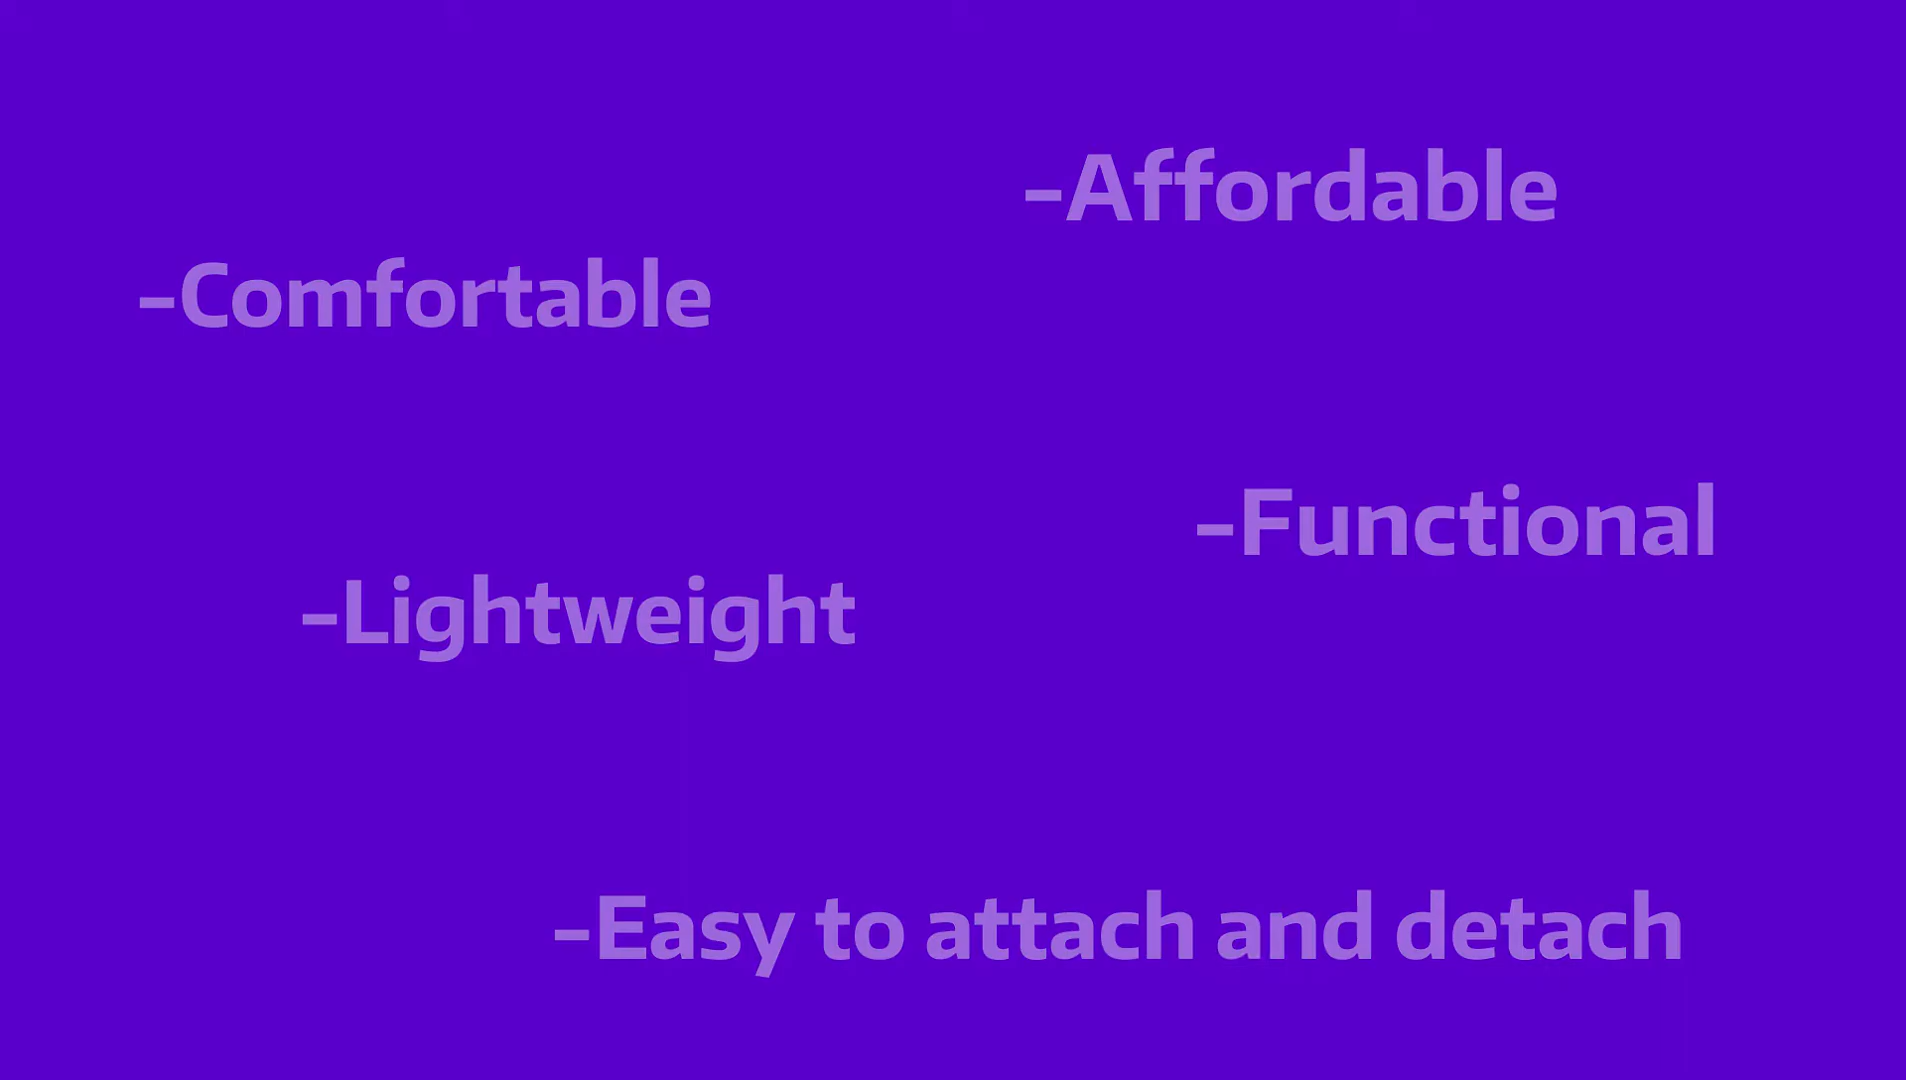 -Affordable
-Comfortable
-Functional
-Lightweight
-Easy to attach and detach